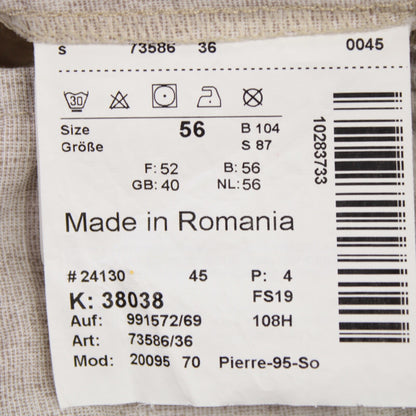 s 73586 36 0045
30
Size 56 B 104
Größe S 87
F: 52 B: 56
GB: 40 NL: 56
Made in Romania
# 24130 45 P: 4
K: 38038 FS19
Auf: 991572/69 108H
Art: 73586/36
Mod: 20095 70 Pierre-95-So
10283733